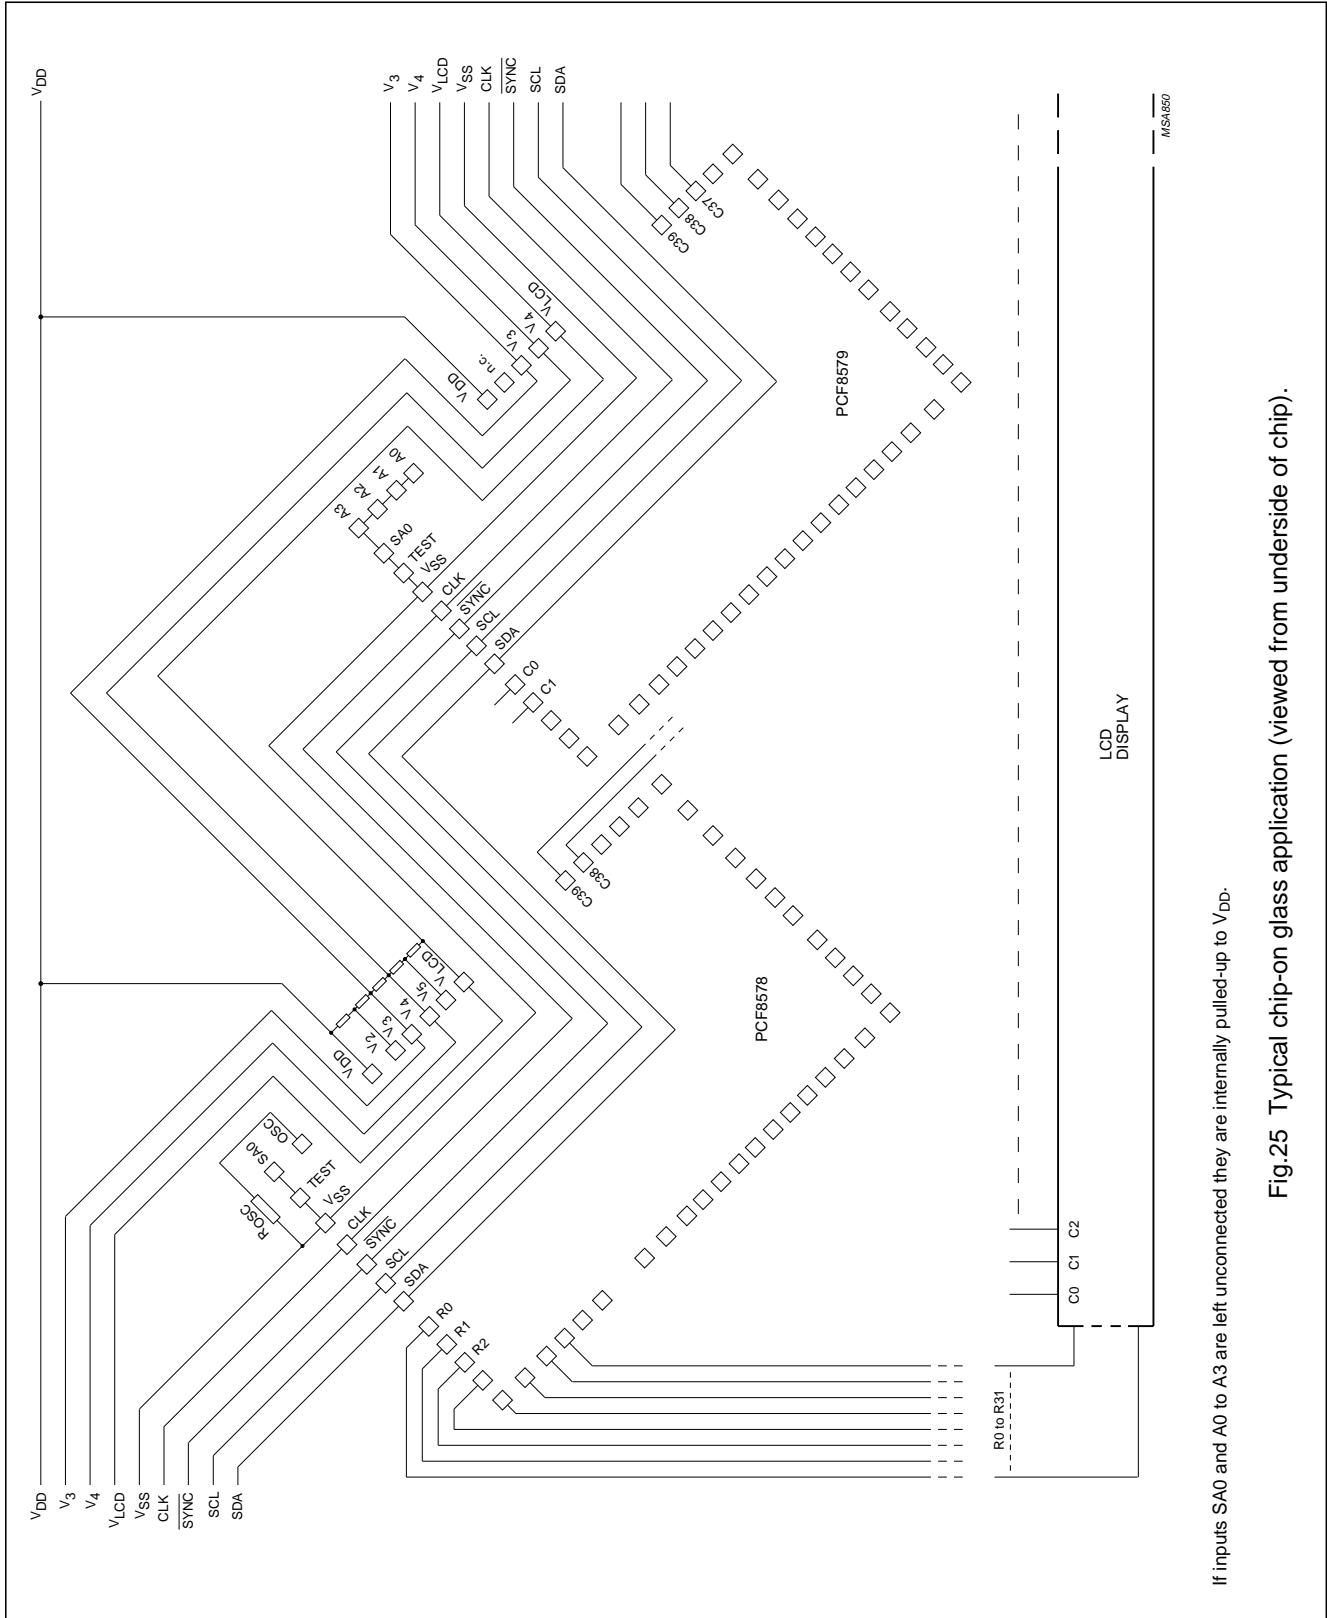 VDD
V3
V4
VLCD
VSS
CLK
SYNC
SCL
SDA
VDD
V3
V4
VLCD
VSS
CLK
SYNC
SCL
SDA
ROSC
OSC
SA0
TEST
VSS
CLK
SYNC
SCL
SDA
R0
R1
R2
VDD
V2
V3
V4
V5
VLCD
C39
C38
PCF8578
A3
A2
A1
A0
SA0
TEST
VSS
CLK
SYNC
SCL
SDA
C0
C1
VDD
n.c.
V3
V4
VLCD
C39
C38
C37
PCF8579
R0 to R31
C0
C1
C2
LCD
DISPLAY
MSA850
If inputs SA0 and A0 to A3 are left unconnected they are internally pulled-up to VDD.
Fig.25 Typical chip-on glass application (viewed from underside of chip).